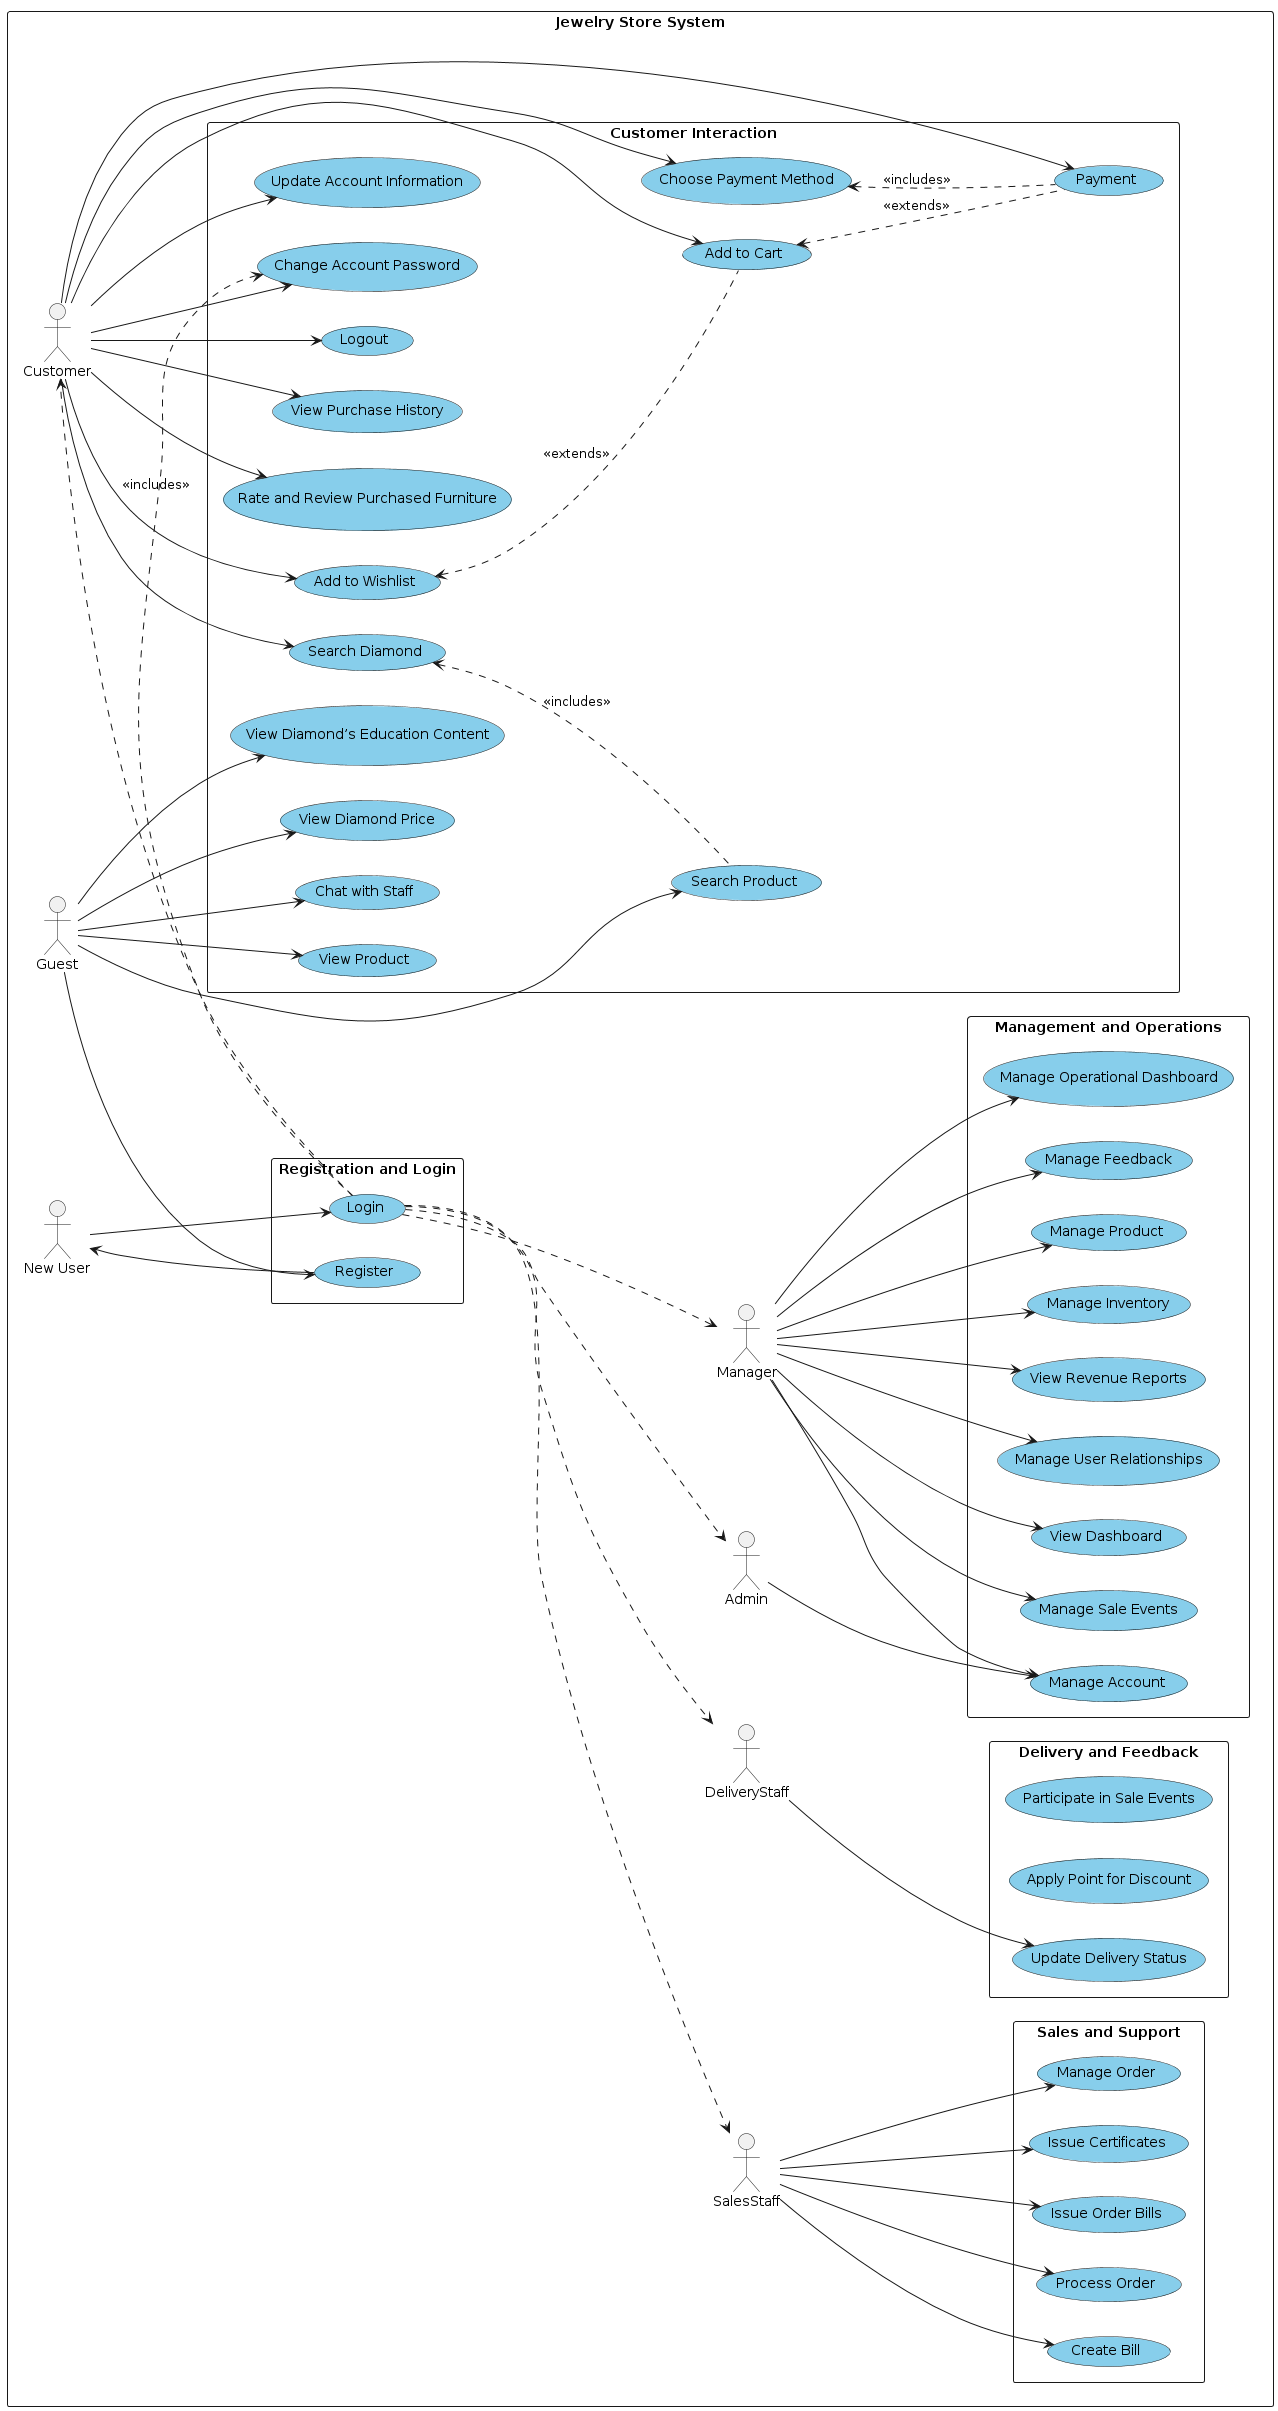 Jewelry Store System
Customer Interaction
Update Account Information
Choose Payment Method
«includes»
Payment
«extends»
Add to Cart
Change Account Password
Logout
Customer
View Purchase History
«extends»
«includes»
Rate and Review Purchased Furniture
Add to Wishlist
Search Diamond
«includes»
View Diamond’s Education Content
View Diamond Price
Search Product
Chat with Staff
View Product
Guest
Management and Operations
Manage Operational Dashboard
Manage Feedback
Registration and Login
Login
Manage Product
New User
Register
Manage Inventory
Manager
View Revenue Reports
Manage User Relationships
View Dashboard
Admin
Manage Sale Events
Manage Account
Delivery and Feedback
DeliveryStaff
Participate in Sale Events
Apply Point for Discount
Update Delivery Status
Sales and Support
Manage Order
Issue Certificates
SalesStaff
Issue Order Bills
Process Order
Create Bill